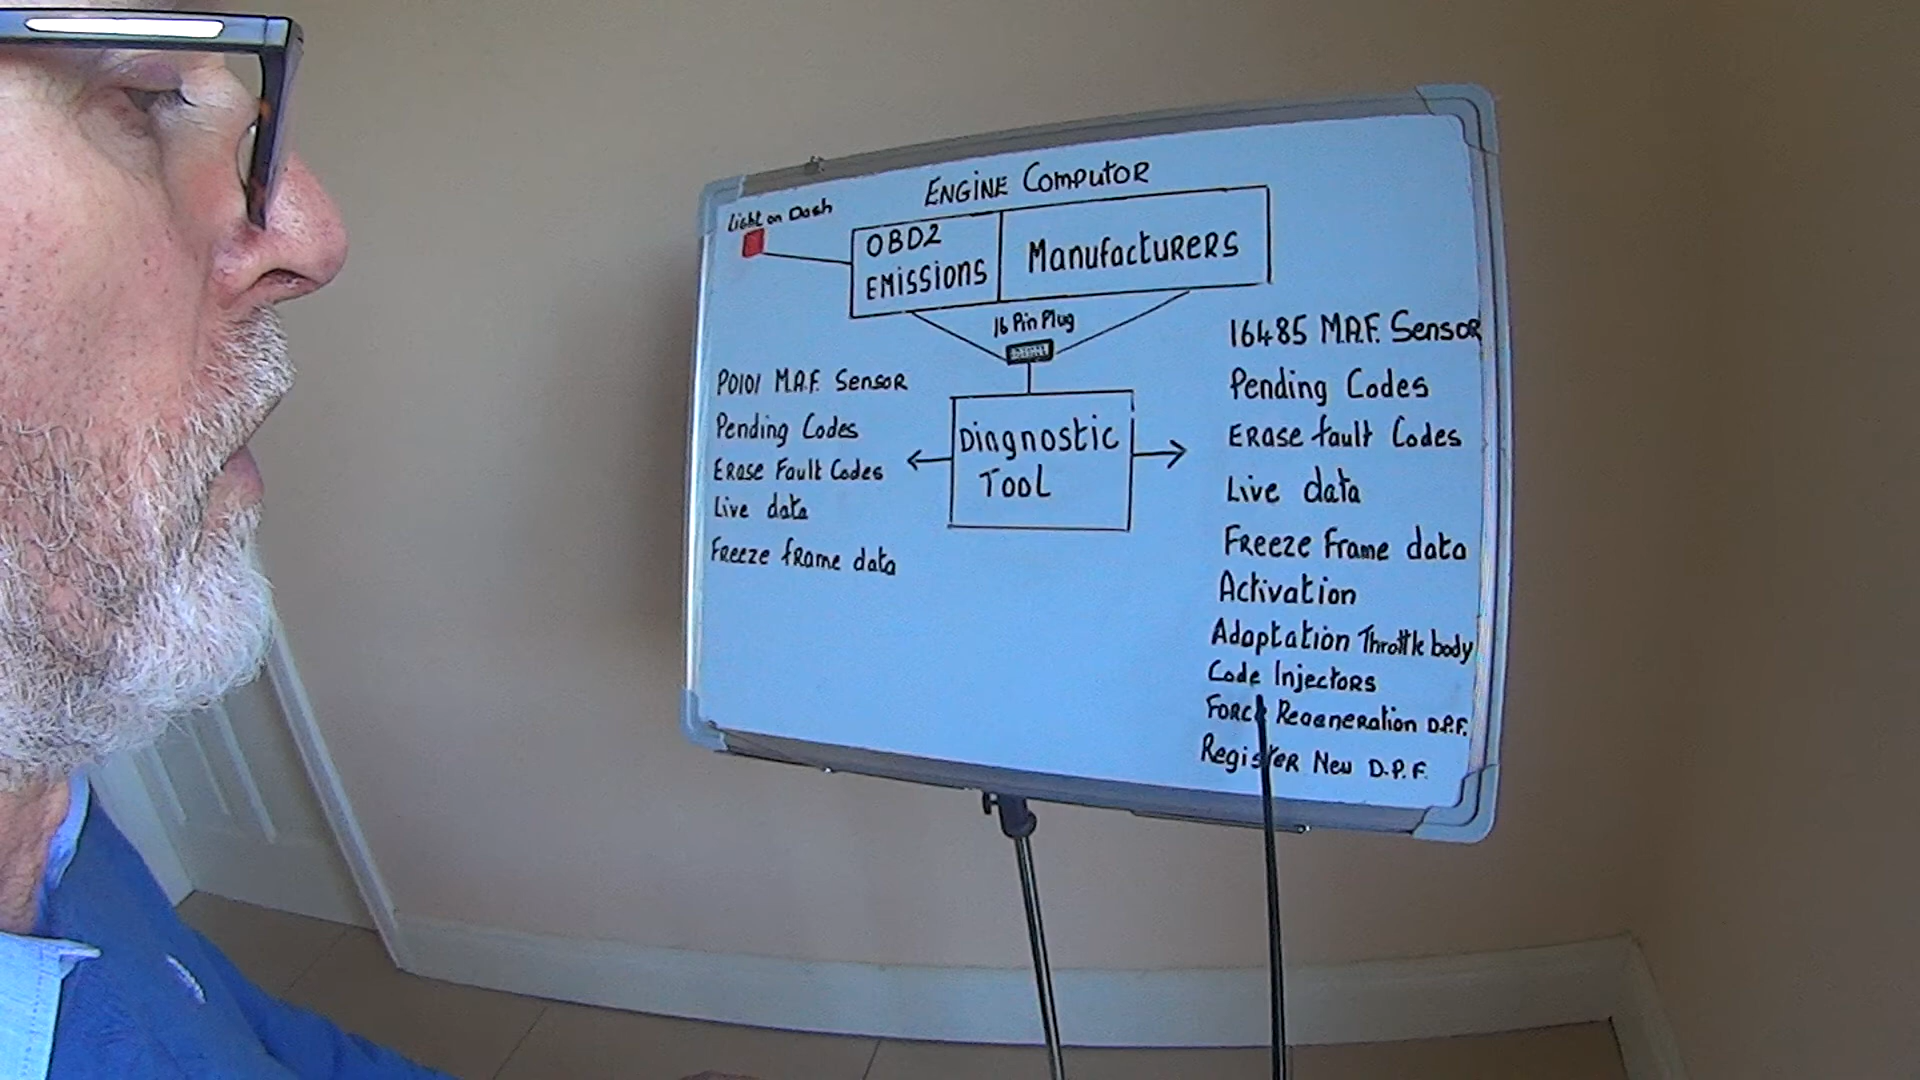 ENGINE ComputoR
Light on Dash
OBD2
EMISSIONS
ManufactuRERS
16 Pin Plug
P0101 M.A.F. SensoR
Pending Codes
ERase Fault Codes
Live data
FReeze fRame data
Diagnostic
TooL
16485 M.A.F. SensoR
Pending Codes
ERase fault Codes
Live data
FReeze Frame data
Activation
Adaptation Throttle body
Code InjectoRs
FoRce Regeneration D.P.F.
RegisteR New D.P.F.